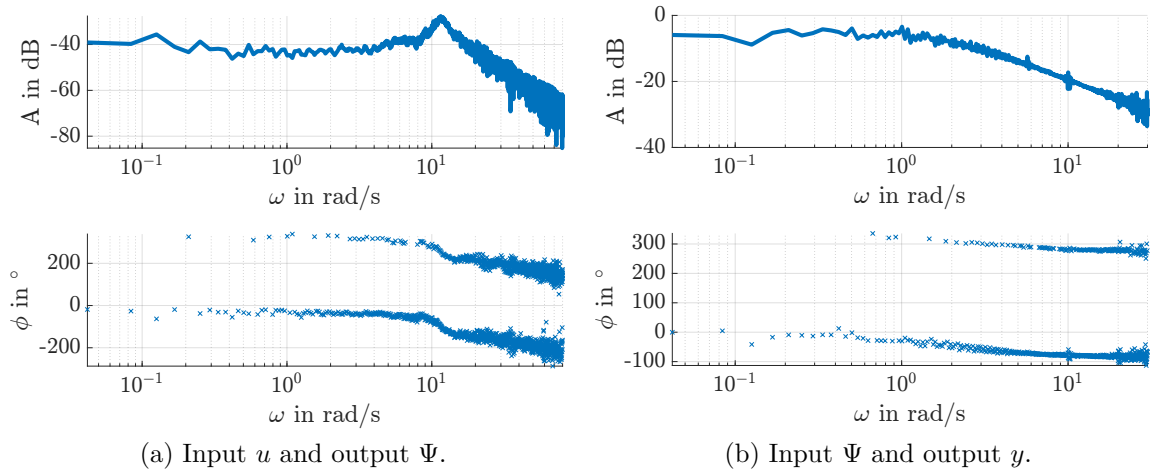 A in dB
-40
-60
-80
10^{-1} 10^{0} 10^{1}
ω in rad/s
ϕ in °
200
0
-200
10^{-1} 10^{0} 10^{1}
ω in rad/s
(a) Input u and output Ψ.
A in dB
0
-20
-40
10^{-1} 10^{0} 10^{1}
ω in rad/s
ϕ in °
300
200
100
0
-100
10^{-1} 10^{0} 10^{1}
ω in rad/s
(b) Input Ψ and output y.